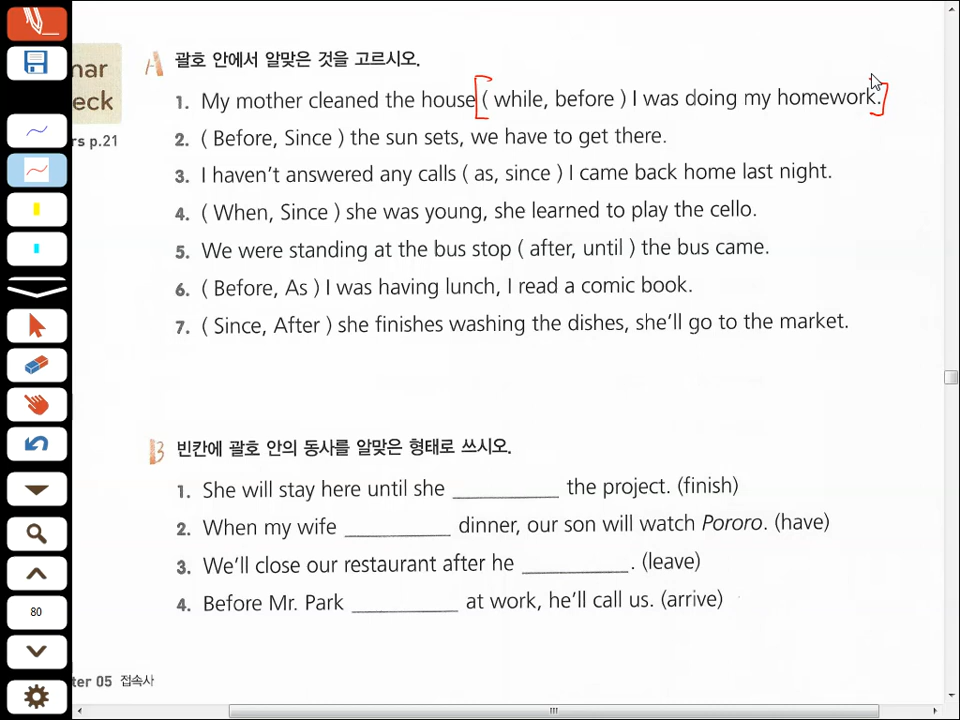 mar
eck
rs p.21
A 괄호 안에서 알맞은 것을 고르시오.
1. My mother cleaned the house ( while, before ) I was doing my homework.
2. ( Before, Since ) the sun sets, we have to get there.
3. I haven't answered any calls ( as, since ) I came back home last night.
4. ( When, Since ) she was young, she learned to play the cello.
5. We were standing at the bus stop ( after, until ) the bus came.
6. ( Before, As ) I was having lunch, I read a comic book.
7. ( Since, After ) she finishes washing the dishes, she'll go to the market.
B 빈칸에 괄호 안의 동사를 알맞은 형태로 쓰시오.
1. She will stay here until she __________ the project. (finish)
2. When my wife __________ dinner, our son will watch Pororo. (have)
3. We'll close our restaurant after he __________. (leave)
4. Before Mr. Park __________ at work, he'll call us. (arrive)
80
ter 05 접속사